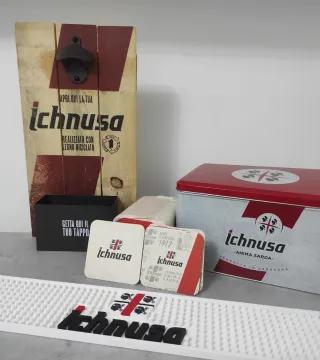 APRI QUI LA TUA
ichnusa
REALIZZATO CON
LEGNO RICICLATO
GETTA QUI IL
TUO TAPPO
ichnusa
ichnusa
ANIMA SARDA
ichnusa